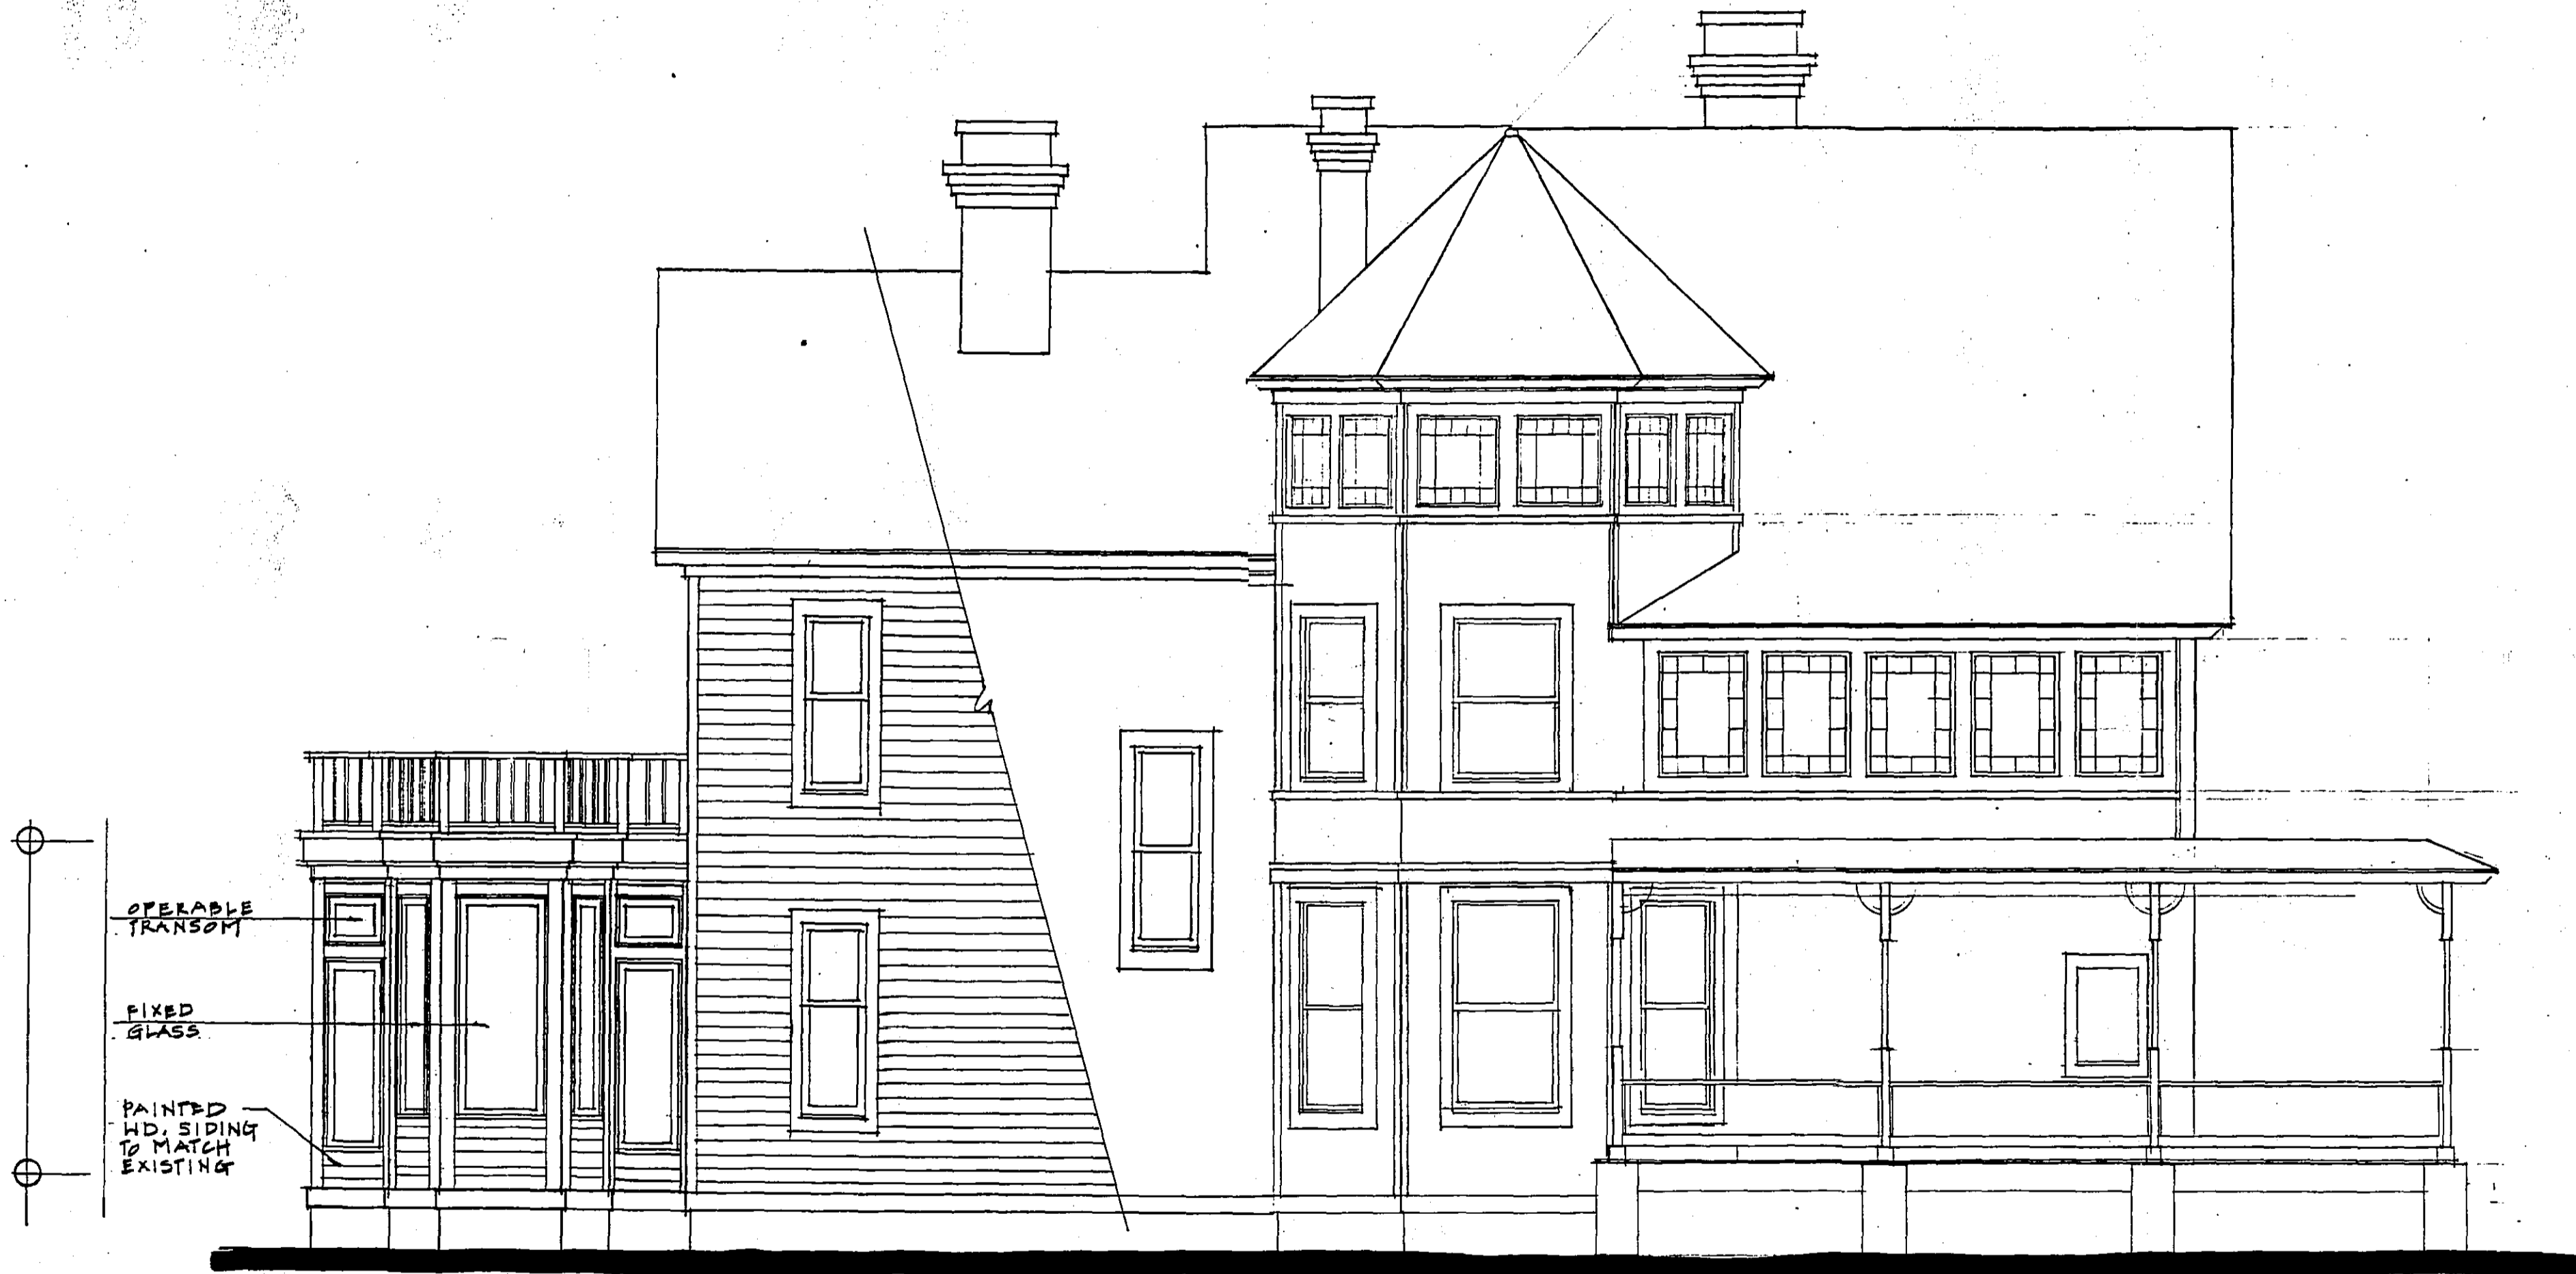 OPERABLE
TRANSOM
FIXED
GLASS
PAINTED
WD. SIDING
TO MATCH
EXISTING